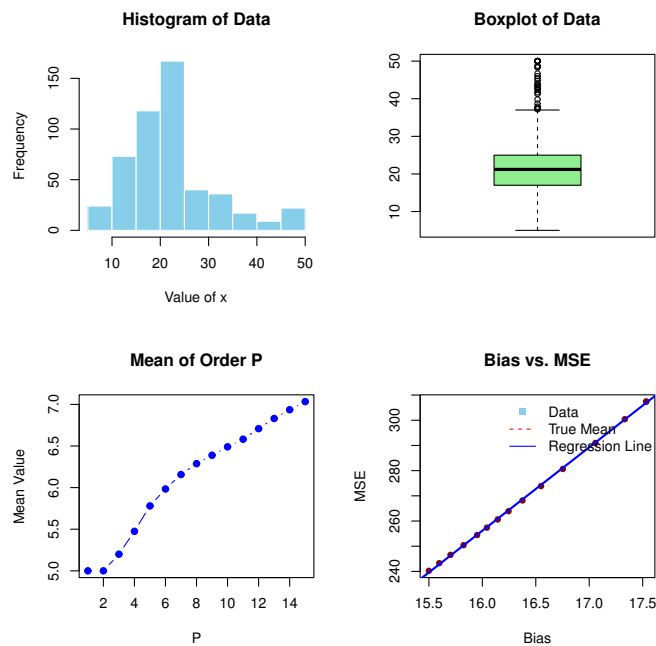 Histogram of Data
Frequency
0 50 100 150
10 20 30 40 50
Value of x
Boxplot of Data
10 20 30 40 50
Mean of Order P
Mean Value
5.0 5.5 6.0 6.5 7.0
2 4 6 8 10 12 14
P
Bias vs. MSE
MSE
240 260 280 300
Data
True Mean
Regression Line
15.5 16.0 16.5 17.0 17.5
Bias